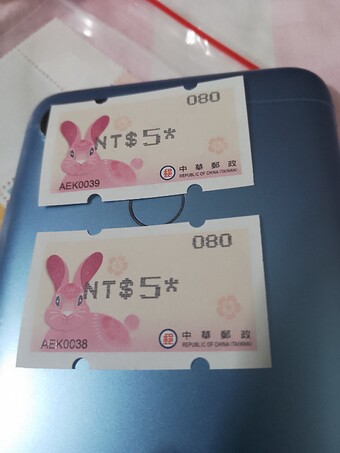 080
NT$5*
中華郵政
REPUBLIC OF CHINA (TAIWAN)
AEK0039
080
NT$5*
中華郵政
REPUBLIC OF CHINA (TAIWAN)
AEK0038